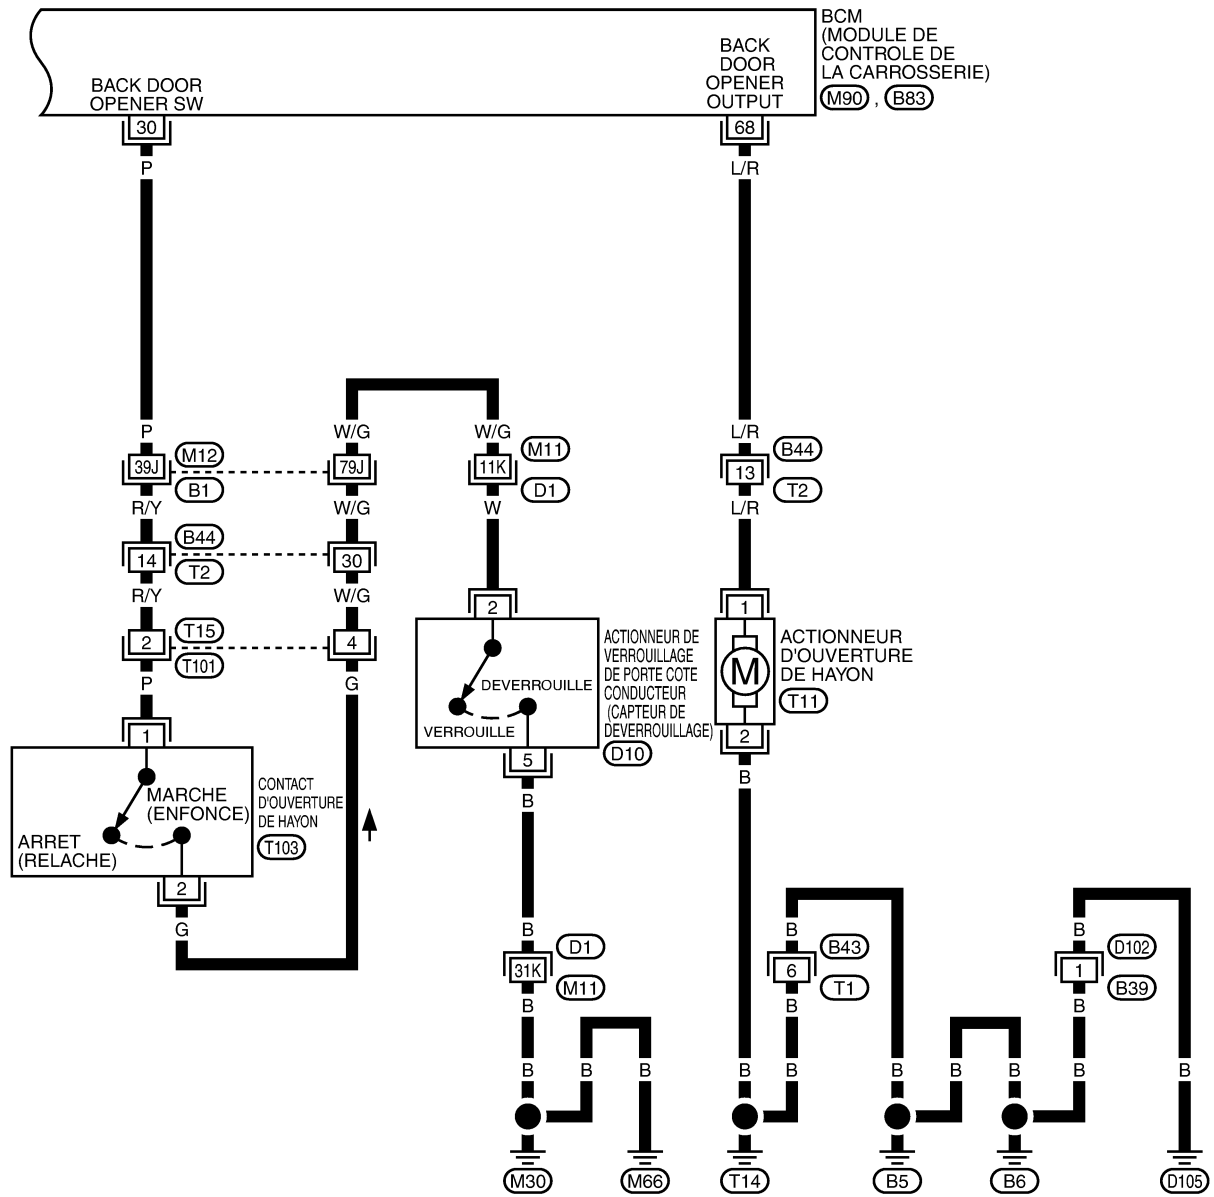 BCM
(MODULE DE
CONTROLE DE
LA CARROSSERIE)
M90 , B83
BACK DOOR
OPENER SW
BACK
DOOR
OPENER
OUTPUT
30
68
P
L/R
P
W/G
W/G
L/R
39J
M12
B1
79J
11K
M11
D1
13
B44
T2
R/Y
W/G
W
L/R
14
B44
T2
30
R/Y
W/G
2
1
2
T15
T101
4
P
G
ACTIONNEUR DE
VERROUILLAGE
DE PORTE COTE
CONDUCTEUR
(CAPTEUR DE
DEVERROUILLAGE)
D10
DEVERROUILLE
VERROUILLE
M
ACTIONNEUR
D'OUVERTURE
DE HAYON
T11
1
5
2
MARCHE
(ENFONCE)
ARRET
(RELACHE)
CONTACT
D'OUVERTURE
DE HAYON
T103
B
B
2
G
B
B
B
31K
D1
M11
6
B43
T1
1
D102
B39
B
B
B
B
B
B
B
B
B
B
B
B
B
M30
M66
T14
B5
B6
D105